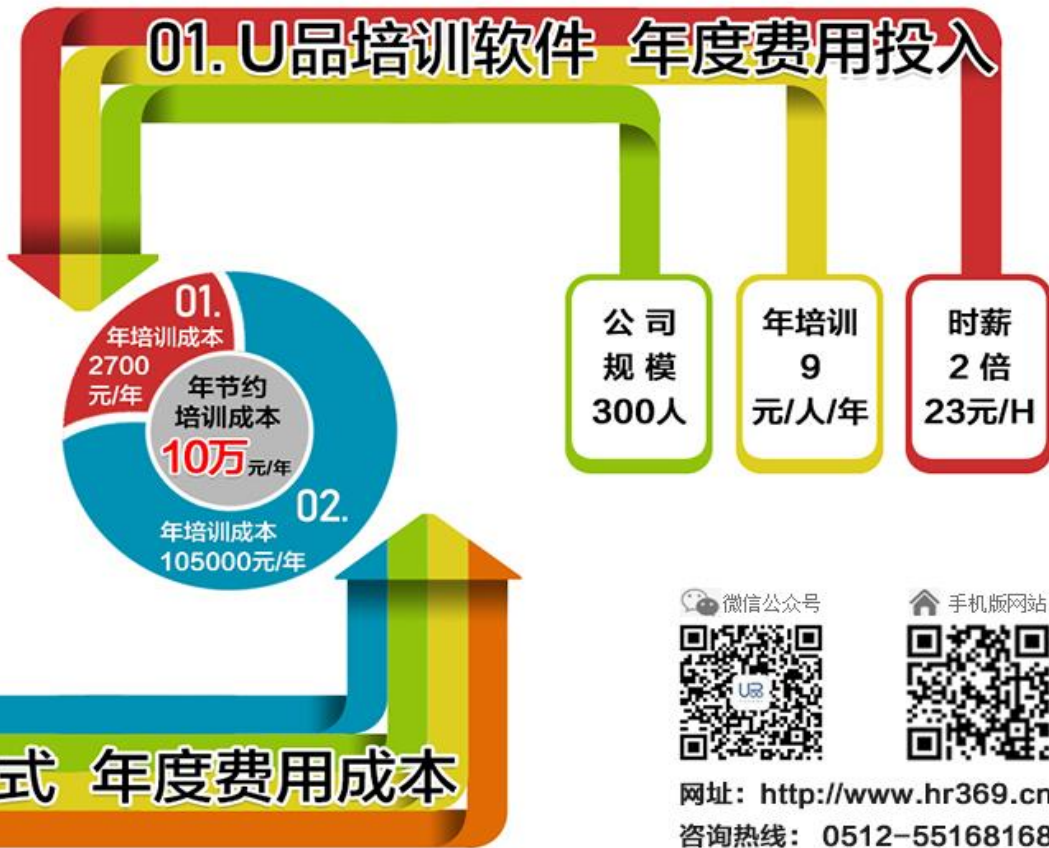 01. U品培训软件 年度费用投入
01.
年培训成本
2700
元/年
年节约
培训成本
10万元/年
02.
年培训成本
105000元/年
公 司
规 模
300人
年培训
9
元/人/年
时薪
2 倍
23元/H
式 年度费用成本
微信公众号
手机版网站
网址：http://www.hr369.cn
咨询热线： 0512-55168168